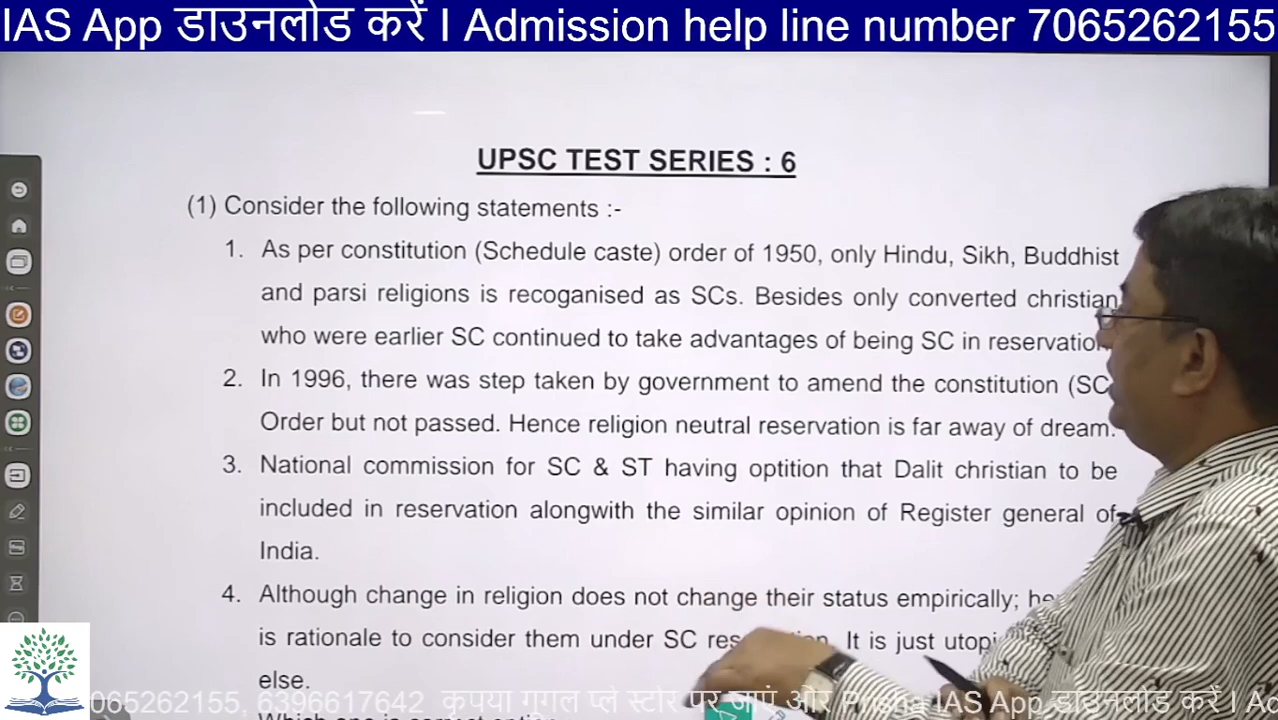 IAS App डाउनलोड करें I Admission help line number 7065262155
UPSC TEST SERIES : 6
(1) Consider the following statements :-
1. As per constitution (Schedule caste) order of 1950, only Hindu, Sikh, Buddhist
and parsi religions is recoganised as SCs. Besides only converted christian
who were earlier SC continued to take advantages of being SC in reservation
2. In 1996, there was step taken by government to amend the constitution (SC
Order but not passed. Hence religion neutral reservation is far away of dream.
3. National commission for SC & ST having optition that Dalit christian to be
included in reservation alongwith the similar opinion of Register general of
India.
4. Although change in religion does not change their status empirically;
is rationale to consider them under SC It is just
else.
065262155, 6396617642 कृपया गूगल प्ले स्टोर पर जाएं और Prisha IAS App डाउनलोड करें I Ad